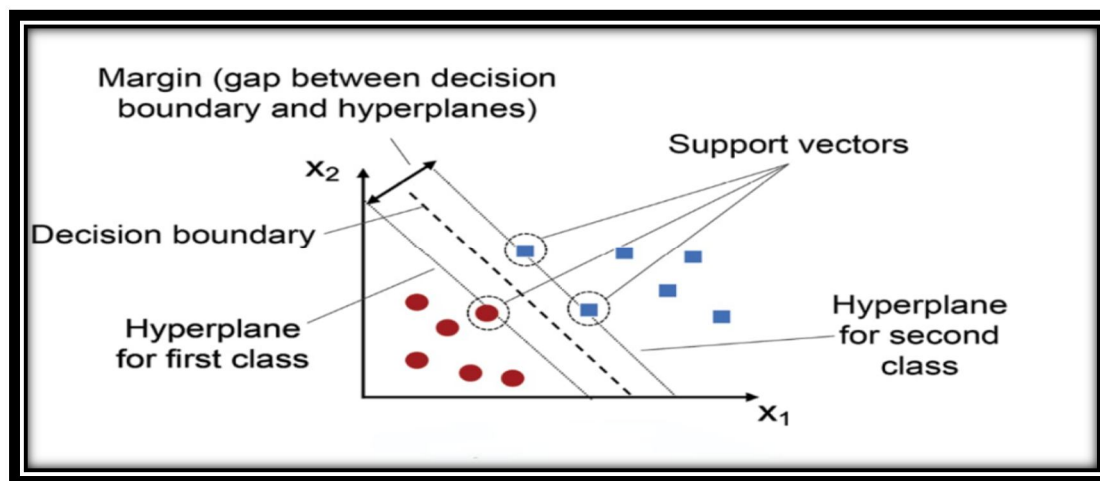 Margin (gap between decision
boundary and hyperplanes)
Support vectors
x₂
Decision boundary
Hyperplane
for first class
Hyperplane
for second
class
x₁